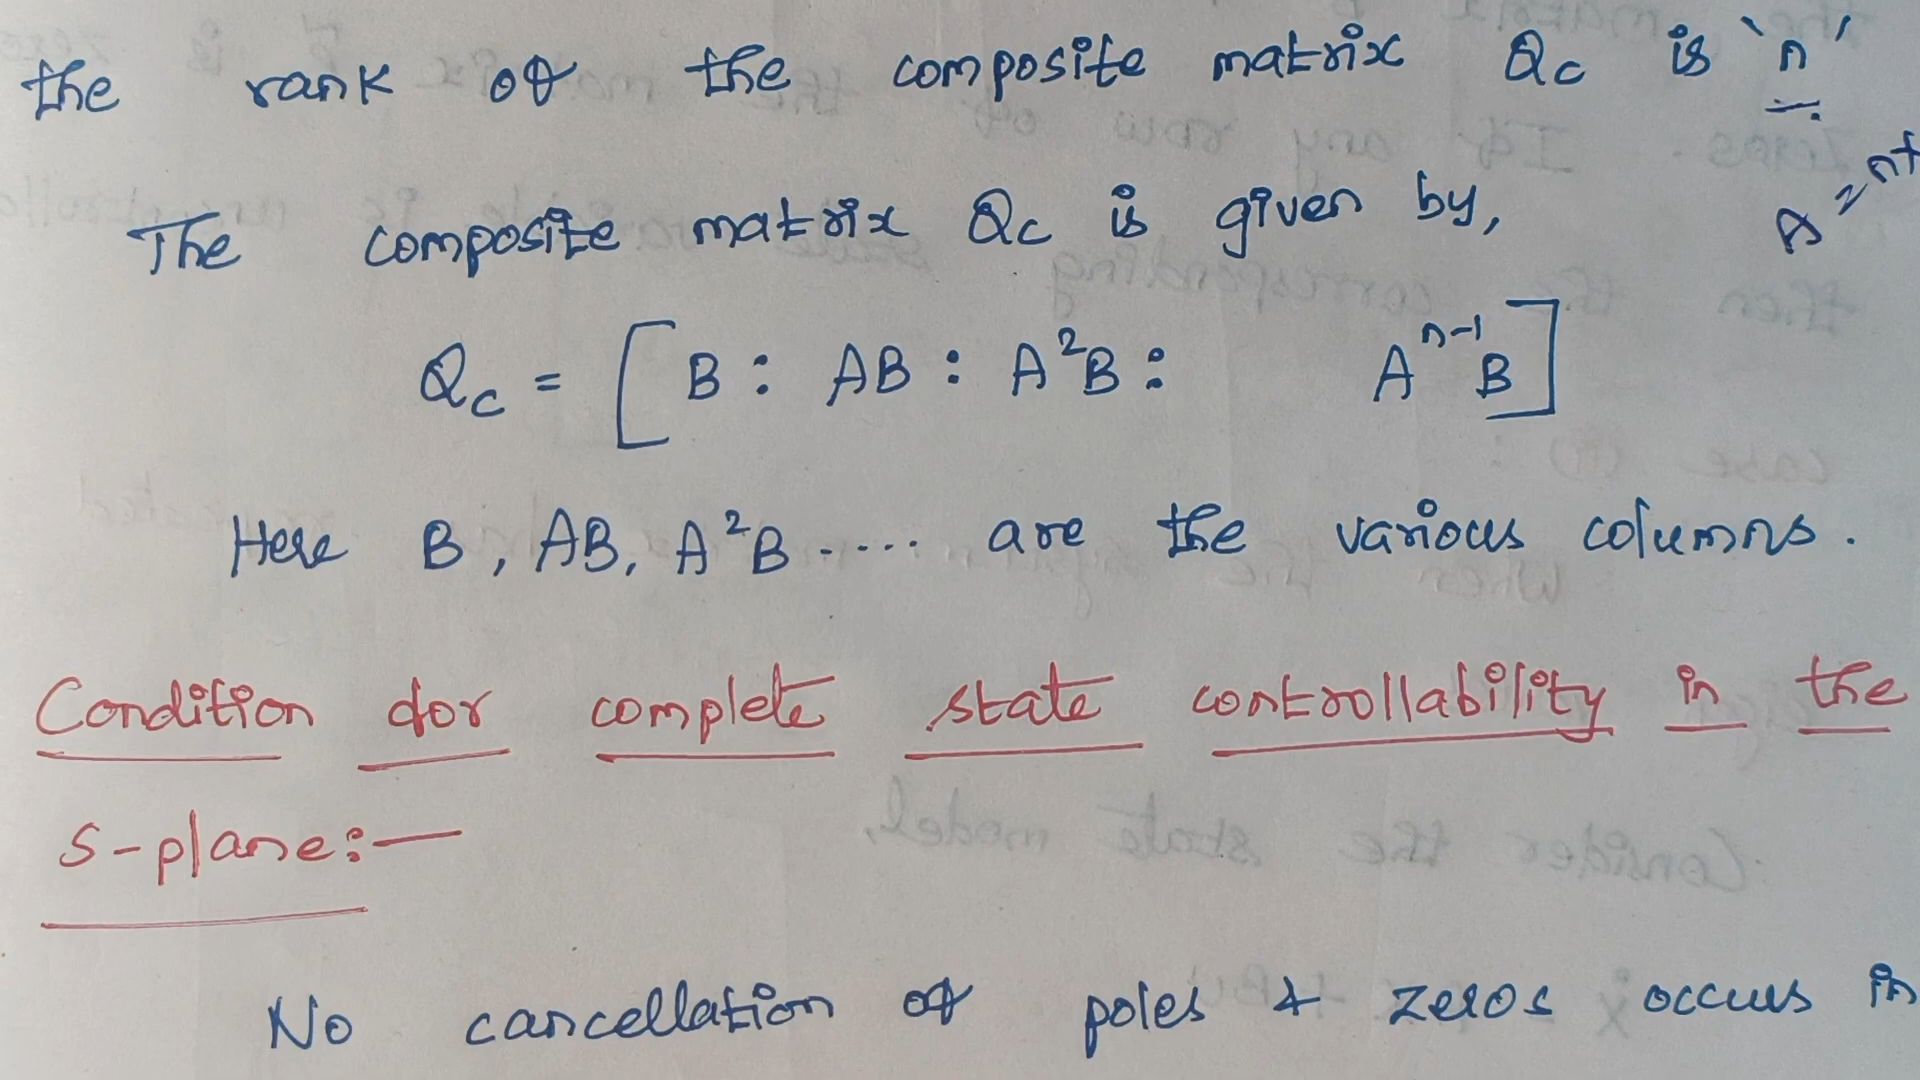 the rank of the composite matrix Qc is 'n'
The composite matrix Qc is given by,
Qc = [B : AB : A²B : Aⁿ⁻¹B]
Here B, AB, A²B ..... are the various columns.
Condition for complete state controllability in the
s-plane:—
No cancellation of poles & zeros occurs in